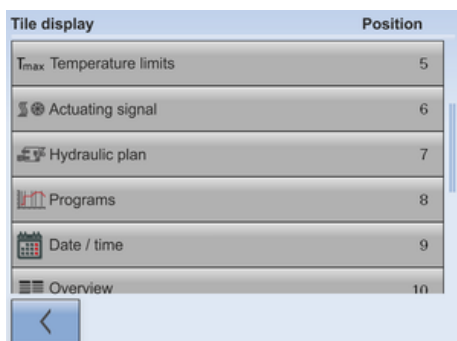 Tile display Position
Tmax Temperature limits 5
Actuating signal 6
Hydraulic plan 7
Programs 8
Date / time 9
Overview 10